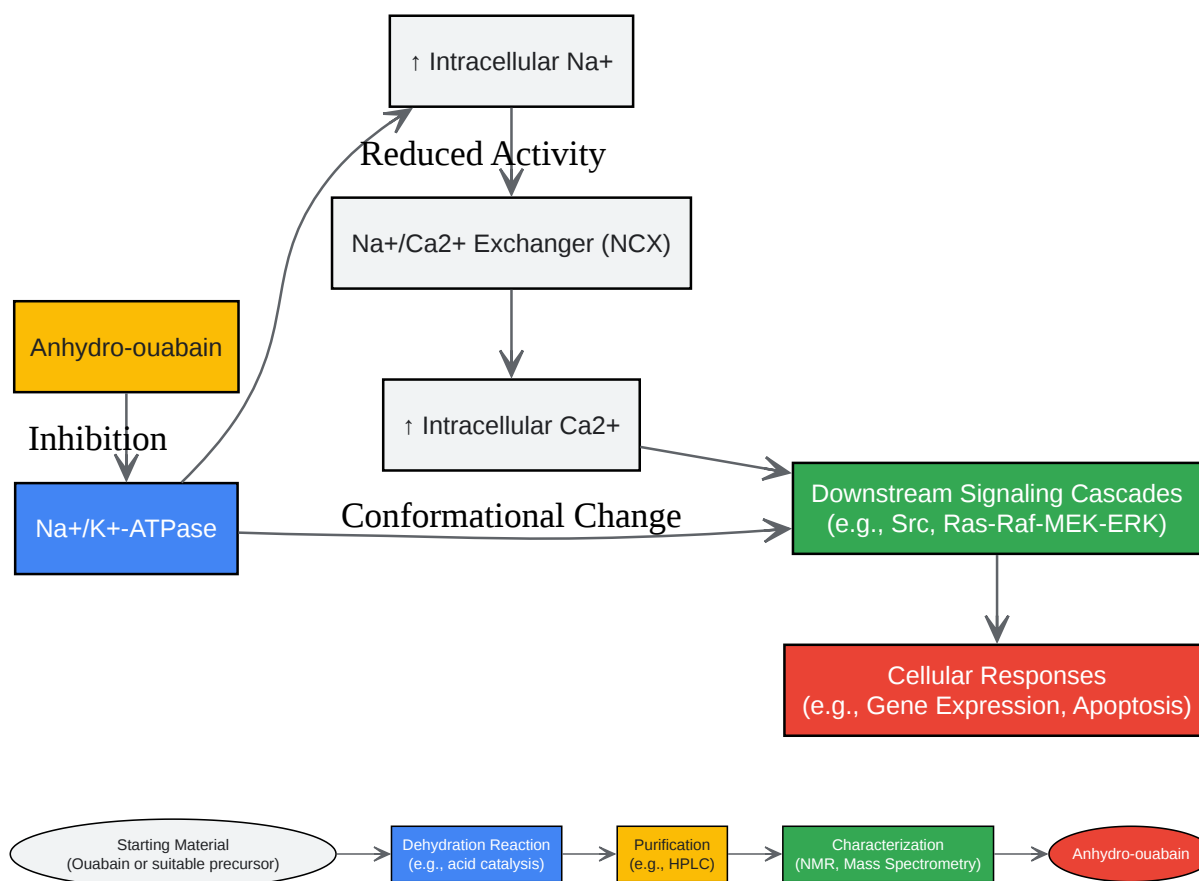 ↑ Intracellular Na+
Reduced Activity
Na+/Ca2+ Exchanger (NCX)
Anhydro-ouabain
Inhibition
↑ Intracellular Ca2+
Na+/K+-ATPase
Conformational Change
Downstream Signaling Cascades
(e.g., Src, Ras-Raf-MEK-ERK)
Cellular Responses
(e.g., Gene Expression, Apoptosis)
Starting Material
(Ouabain or suitable precursor)
Dehydration Reaction
(e.g., acid catalysis)
Purification
(e.g., HPLC)
Characterization
(NMR, Mass Spectrometry)
Anhydro-ouabain